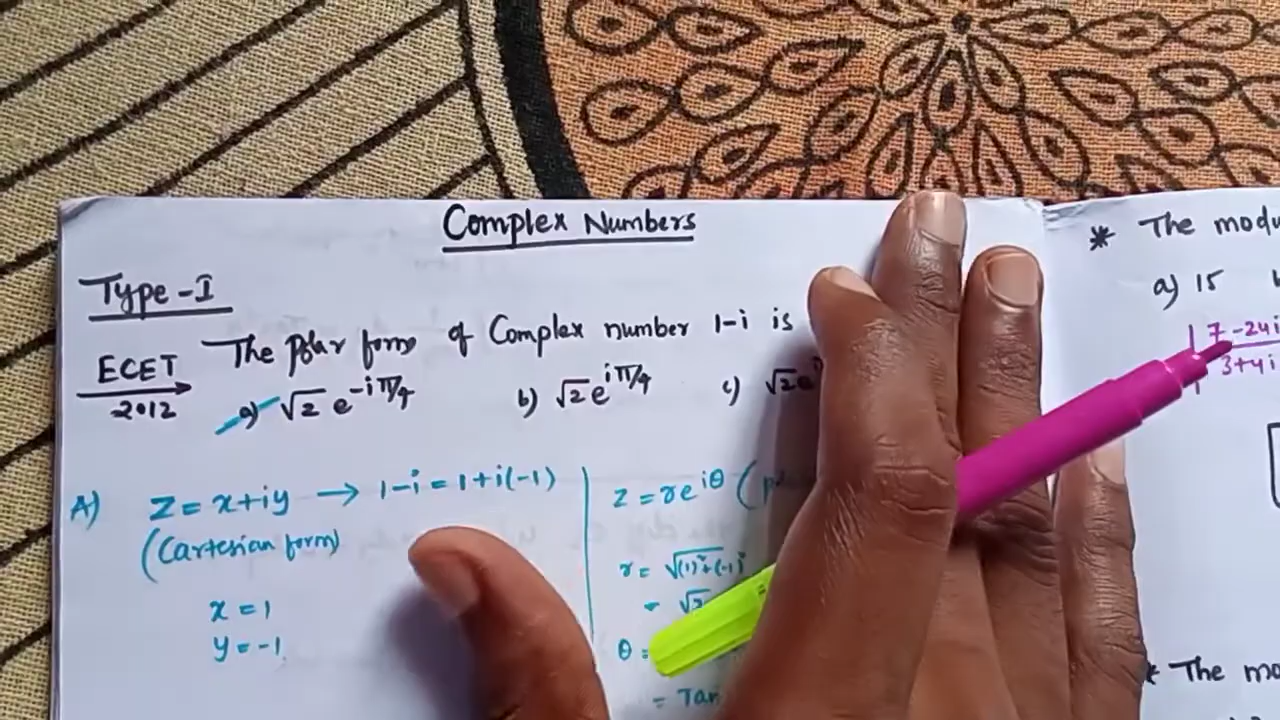 Complex Numbers
Type-I
ECET
2012
The Polar form of Complex number 1-i is
a) √2 e^{-iπ/4} b) √2 e^{iπ/4} c) √2 e
A) Z = x+iy → 1-i = 1+i(-1)
(Cartesian form)
x = 1
y = -1
z = re^{iθ} (
r = √(1)²+(-1)²
= √2
θ =
= Tan
* The modu
a) 15
7-24i
3+4i
* The mo